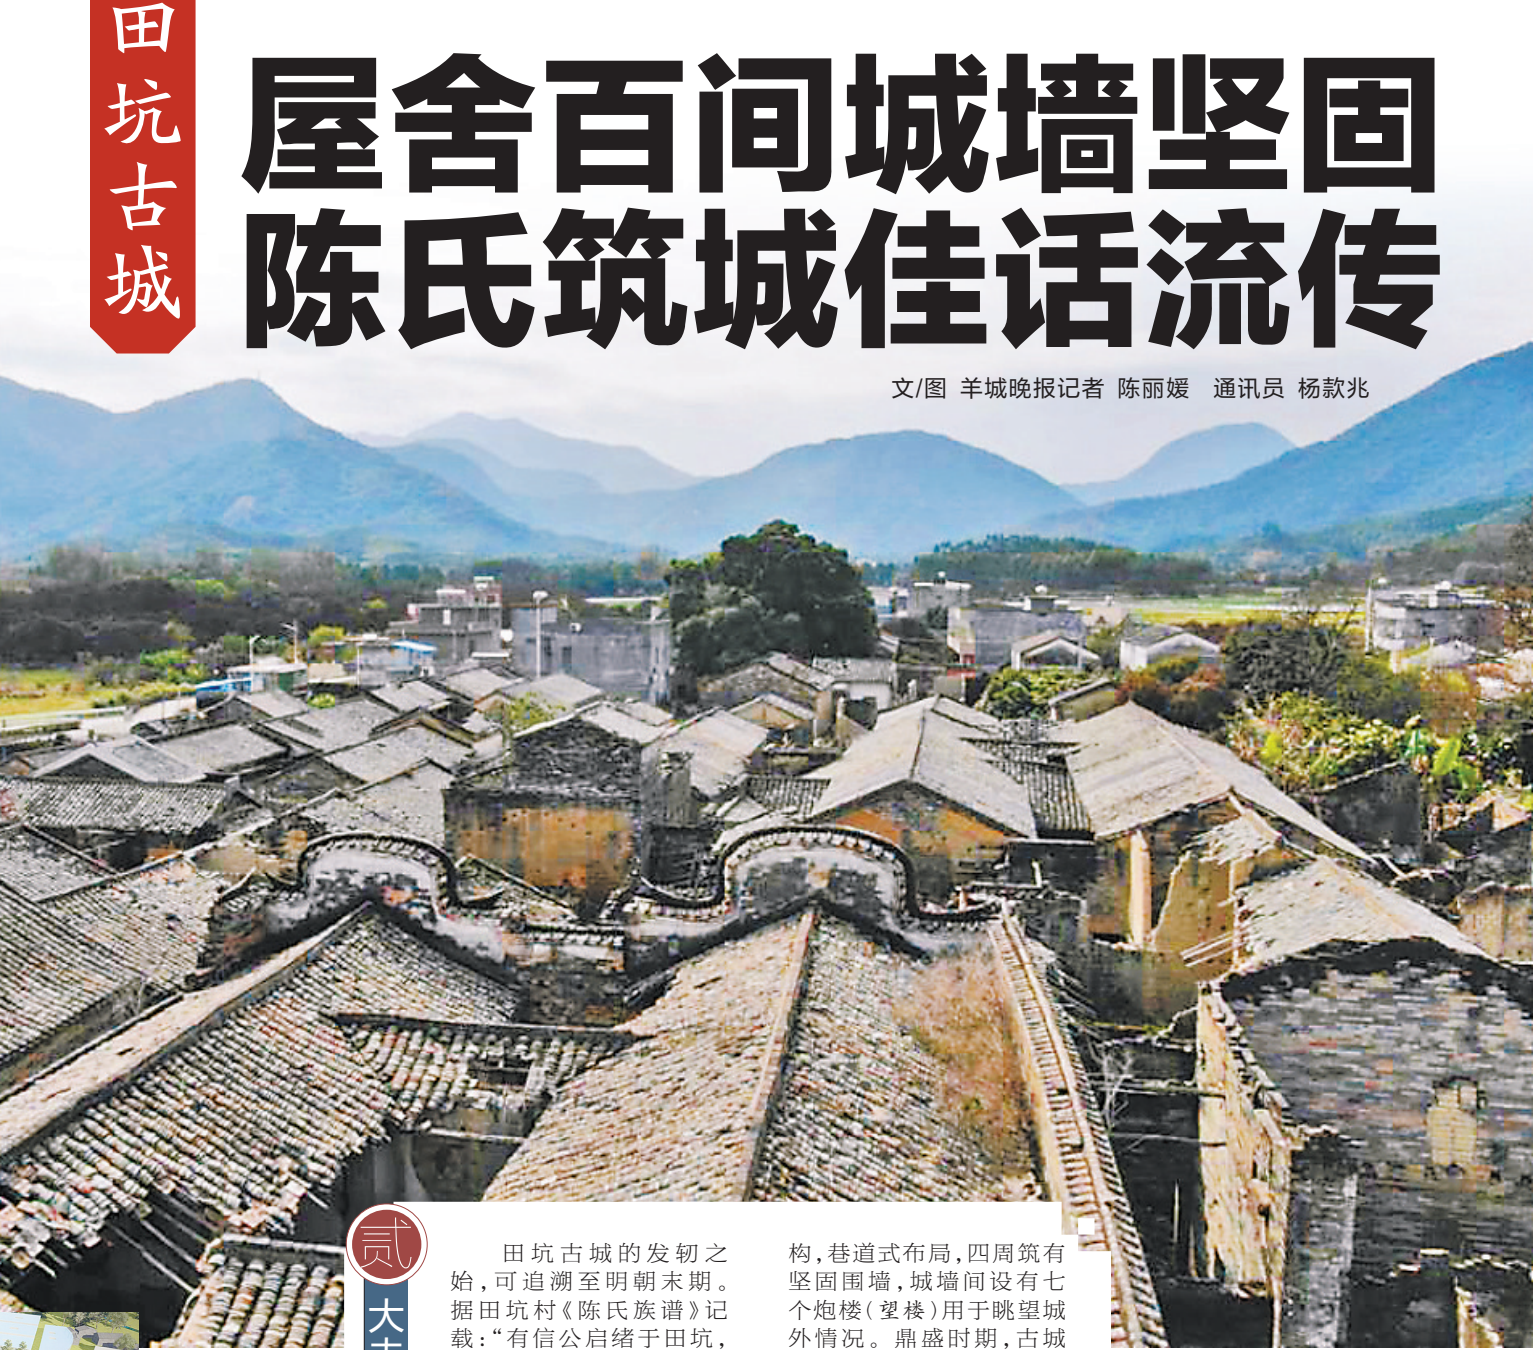 田坑古城
屋舍百间城墙坚固
陈氏筑城佳话流传
文/图 羊城晚报记者 陈丽媛 通讯员 杨款兆
贰
大
田坑古城的发轫之
始，可追溯至明朝末期。
据田坑村《陈氏族谱》记
载：“有信公启绪于田坑，
构，巷道式布局，四周筑有
坚固围墙，城墙间设有七
个炮楼（望楼）用于眺望城
外情况。鼎盛时期，古城